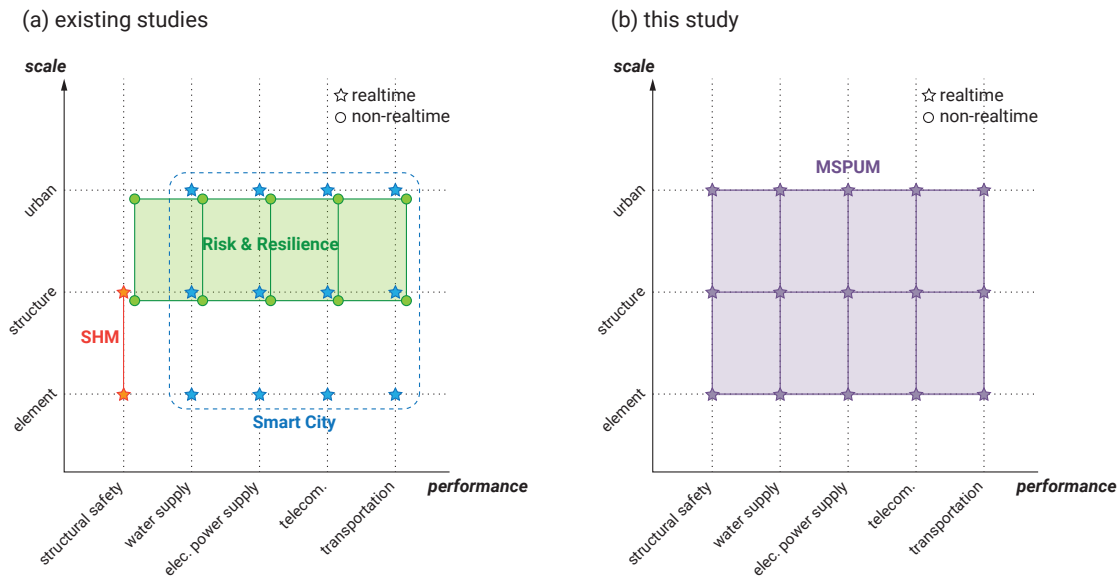 (a) existing studies
scale
realtime
non-realtime
urban
Risk & Resilience
structure
SHM
element
Smart City
structural safety
water supply
elec. power supply
telecom.
transportation
performance
(b) this study
scale
realtime
non-realtime
MSPUM
urban
structure
element
structural safety
water supply
elec. power supply
telecom.
transportation
performance